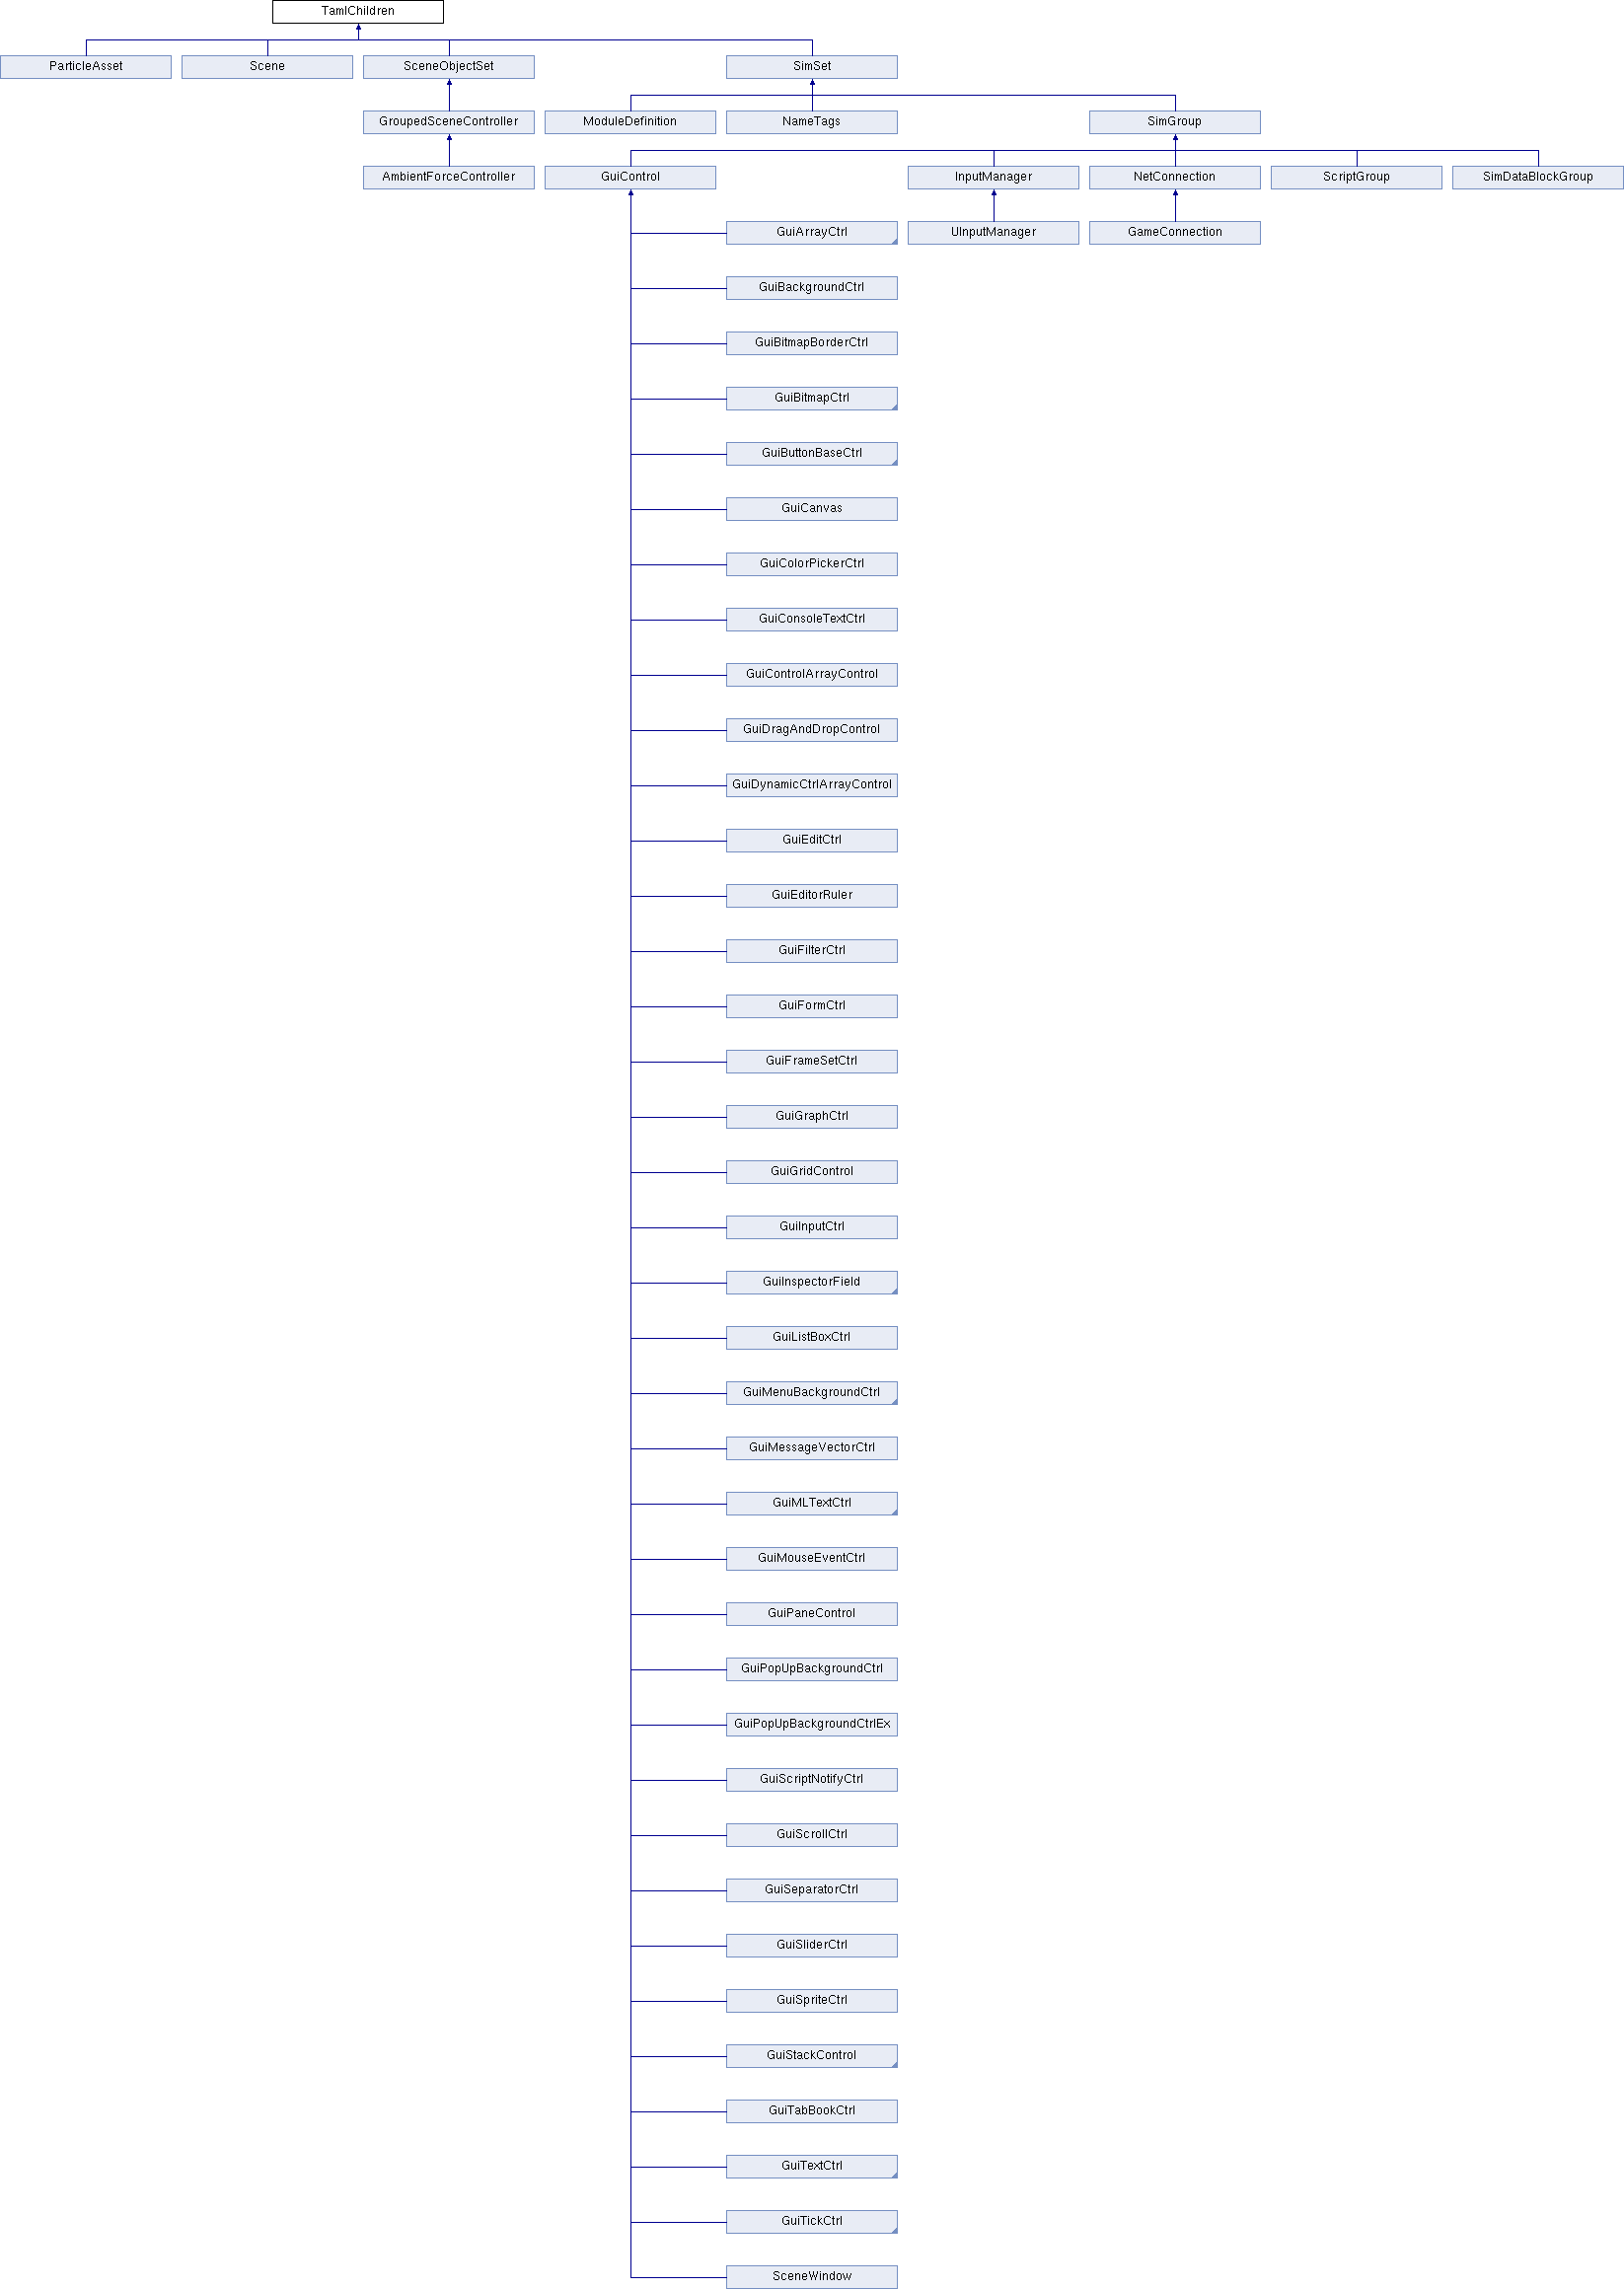 TamlChildren
ParticleAsset
Scene
SceneObjectSet
SimSet
GroupedSceneController
ModuleDefinition
NameTags
SimGroup
AmbientForceController
GuiControl
InputManager
NetConnection
ScriptGroup
SimDataBlockGroup
GuiArrayCtrl
UInputManager
GameConnection
GuiBackgroundCtrl
GuiBitmapBorderCtrl
GuiBitmapCtrl
GuiButtonBaseCtrl
GuiCanvas
GuiColorPickerCtrl
GuiConsoleTextCtrl
GuiControlArrayControl
GuiDragAndDropControl
GuiDynamicCtrlArrayControl
GuiEditCtrl
GuiEditorRuler
GuiFilterCtrl
GuiFormCtrl
GuiFrameSetCtrl
GuiGraphCtrl
GuiGridControl
GuiInputCtrl
GuiInspectorField
GuiListBoxCtrl
GuiMenuBackgroundCtrl
GuiMessageVectorCtrl
GuiMLTextCtrl
GuiMouseEventCtrl
GuiPaneControl
GuiPopUpBackgroundCtrl
GuiPopUpBackgroundCtrlEx
GuiScriptNotifyCtrl
GuiScrollCtrl
GuiSeparatorCtrl
GuiSliderCtrl
GuiSpriteCtrl
GuiStackControl
GuiTabBookCtrl
GuiTextCtrl
GuiTickCtrl
SceneWindow